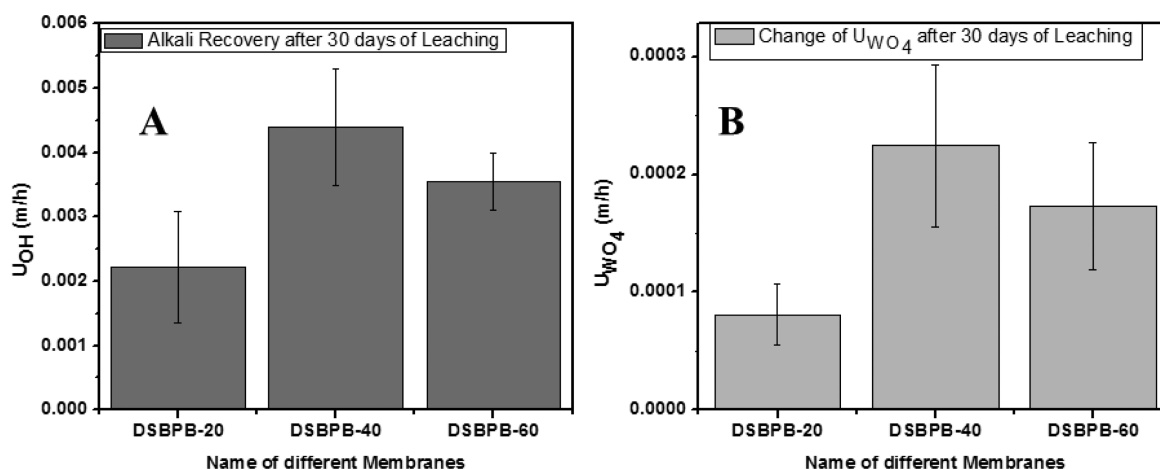 Alkali Recovery after 30 days of Leaching
A
U_OH (m/h)
0.006
0.005
0.004
0.003
0.002
0.001
0.000
DSBPB-20 DSBPB-40 DSBPB-60
Name of different Membranes
Change of U_WO4 after 30 days of Leaching
B
U_WO4 (m/h)
0.0003
0.0002
0.0001
0.0000
DSBPB-20 DSBPB-40 DSBPB-60
Name of different Membranes